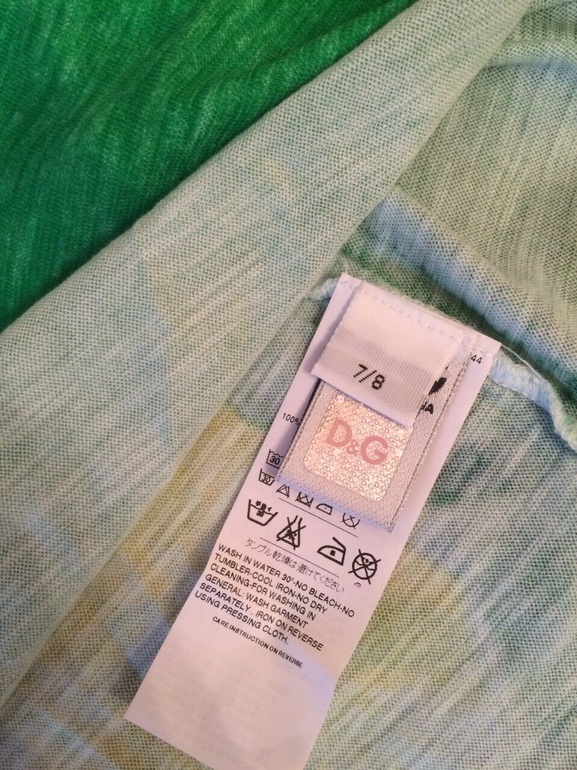 44
7/8
100%
D&G
30
タンブル乾燥は避けてください
WASH IN WATER 30°-NO BLEACH-NO
TUMBLER-COOL IRON-NO DRY-
CLEANING-FOR WASHING IN
GENERAL: WASH GARMENT
SEPARATELY. IRON ON REVERSE
USING PRESSING CLOTH.
CARE INSTRUCTION ON REVERSE